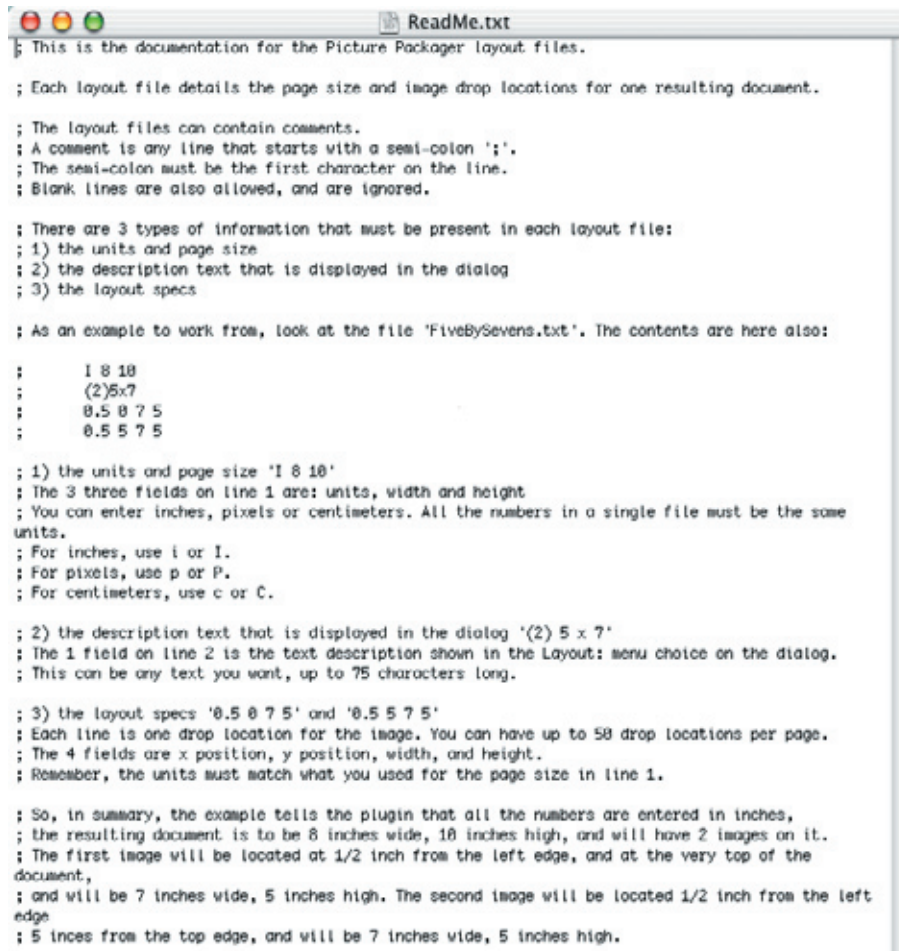 ReadMe.txt
; This is the documentation for the Picture Packager layout files.
; Each layout file details the page size and image drop locations for one resulting document.
; The layout files can contain comments.
; A comment is any line that starts with a semi-colon ';'.
; The semi-colon must be the first character on the line.
; Blank lines are also allowed, and are ignored.
; There are 3 types of information that must be present in each layout file:
; 1) the units and page size
; 2) the description text that is displayed in the dialog
; 3) the layout specs
; As an example to work from, look at the file 'FiveBySevens.txt'. The contents are here also:
; I 8 10
; (2)5x7
; 0.5 0 7 5
; 0.5 5 7 5
; 1) the units and page size 'I 8 10'
; The 3 three fields on line 1 are: units, width and height
; You can enter inches, pixels or centimeters. All the numbers in a single file must be the same
units.
; For inches, use i or I.
; For pixels, use p or P.
; For centimeters, use c or C.
; 2) the description text that is displayed in the dialog '(2) 5 x 7'
; The 1 field on line 2 is the text description shown in the Layout: menu choice on the dialog.
; This can be any text you want, up to 75 characters long.
; 3) the layout specs '0.5 0 7 5' and '0.5 5 7 5'
; Each line is one drop location for the image. You can have up to 50 drop locations per page.
; The 4 fields are x position, y position, width, and height.
; Remember, the units must match what you used for the page size in line 1.
; So, in summary, the example tells the plugin that all the numbers are entered in inches,
; the resulting document is to be 8 inches wide, 10 inches high, and will have 2 images on it.
; The first image will be located at 1/2 inch from the left edge, and at the very top of the
document,
; and will be 7 inches wide, 5 inches high. The second image will be located 1/2 inch from the left
edge
; 5 inces from the top edge, and will be 7 inches wide, 5 inches high.